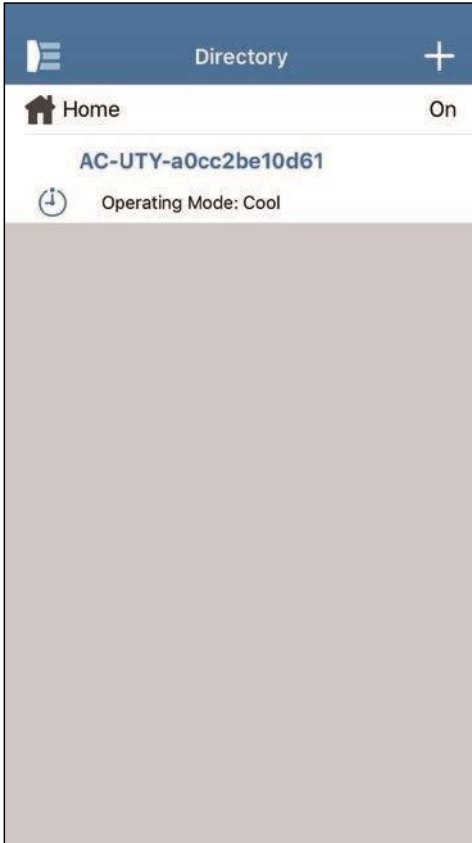 Directory
Home On
AC-UTY-a0cc2be10d61
Operating Mode: Cool